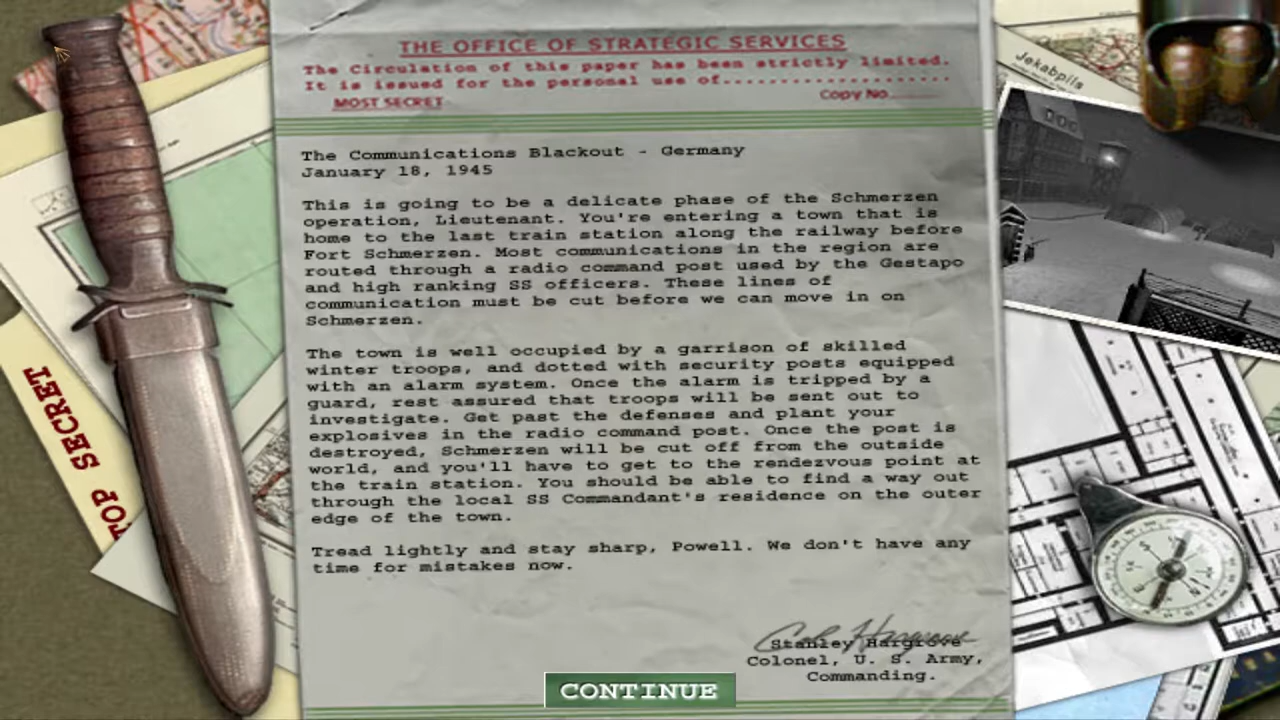 THE OFFICE OF STRATEGIC SERVICES
The Circulation of this paper has been strictly limited.
It is issued for the personal use of....................
MOST SECRET
Copy No.......
The Communications Blackout - Germany
January 18, 1945
This is going to be a delicate phase of the Schmerzen
operation, Lieutenant. You're entering a town that is
home to the last train station along the railway before
Fort Schmerzen. Most communications in the region are
routed through a radio command post used by the Gestapo
and high ranking SS officers. These lines of
communication must be cut before we can move in on
Schmerzen.
The town is well occupied by a garrison of skilled
winter troops, and dotted with security posts equipped
with an alarm system. Once the alarm is tripped by a
guard, rest assured that troops will be sent out to
investigate. Get past the defenses and plant your
explosives in the radio command post. Once the post is
destroyed, Schmerzen will be cut off from the outside
world, and you'll have to get to the rendezvous point at
the train station. You should be able to find a way out
through the local SS Commandant's residence on the outer
edge of the town.
Tread lightly and stay sharp, Powell. We don't have any
time for mistakes now.
Col Hargrove
Stanley Hargrove
Colonel, U. S. Army,
Commanding.
CONTINUE
TOP SECRET
Jekabpils